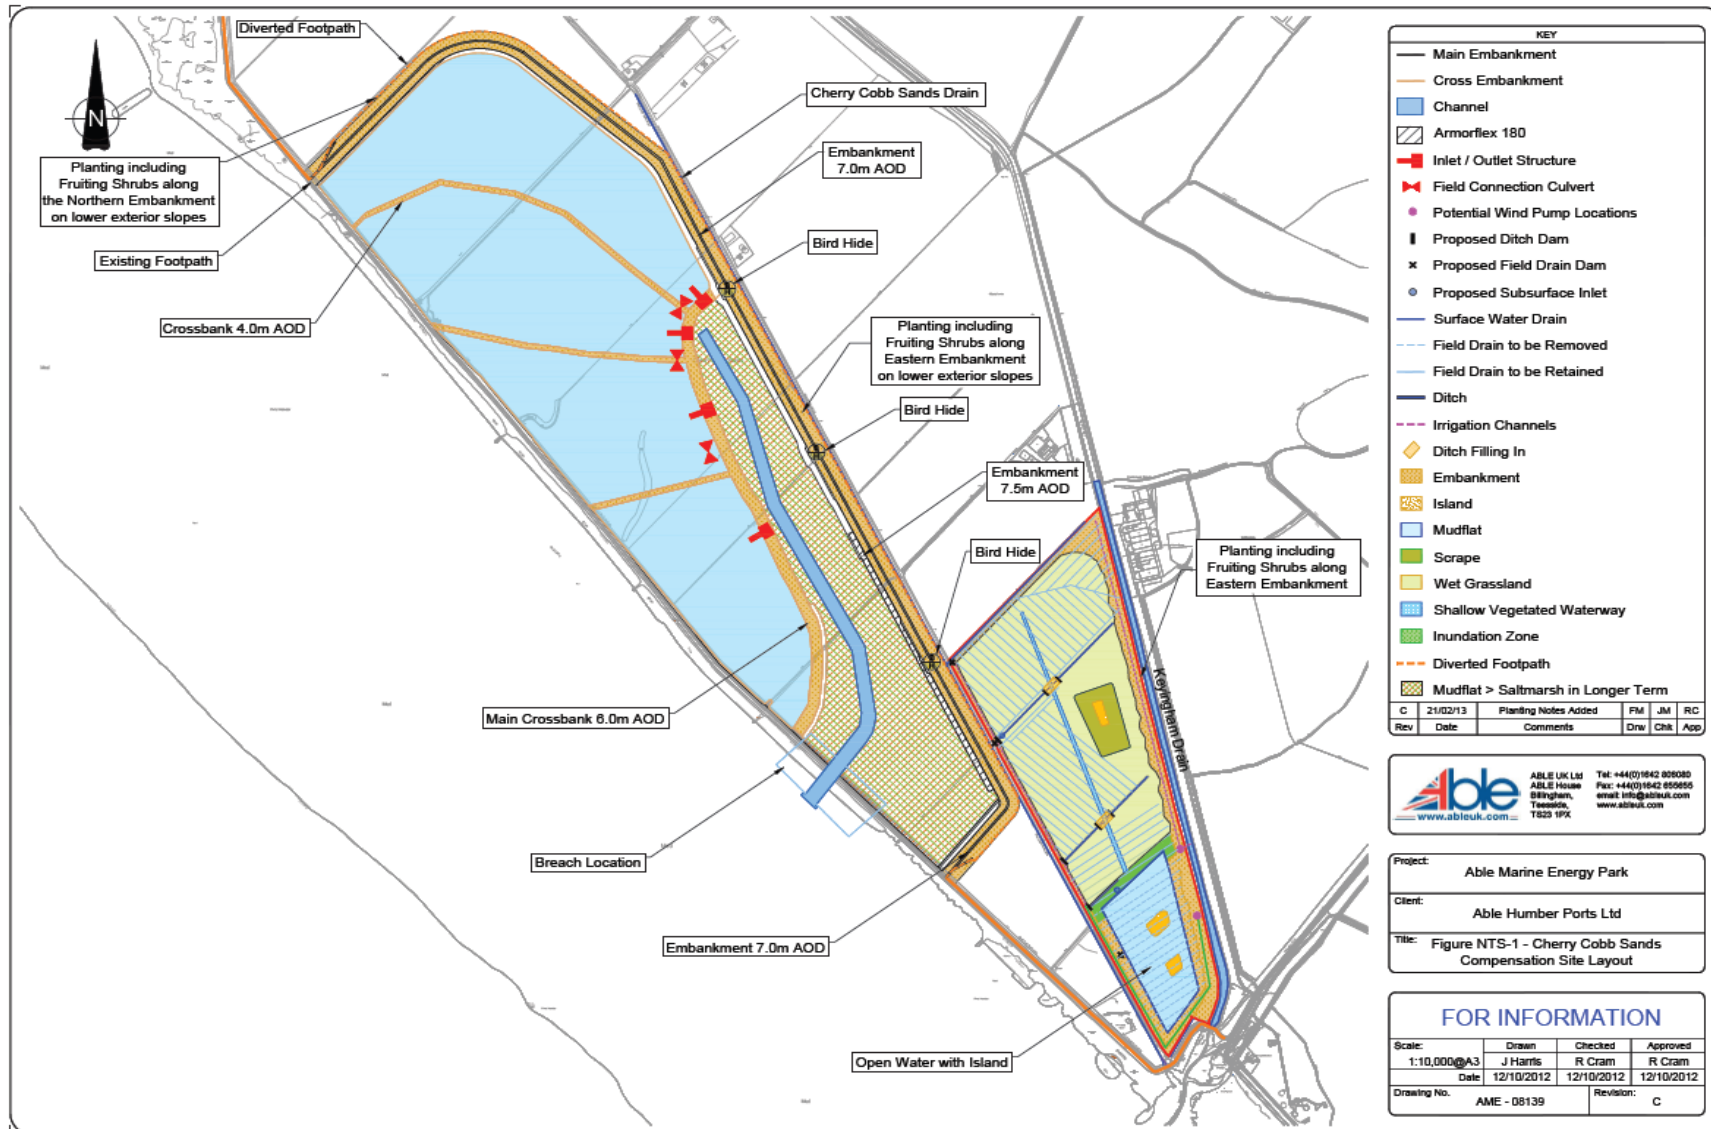 Diverted Footpath
Cherry Cobb Sands Drain
N
Embankment
7.0m AOD
Planting including
Fruiting Shrubs along
the Northern Embankment
on lower exterior slopes
Bird Hide
Existing Footpath
Crossbank 4.0m AOD
Planting including
Fruiting Shrubs along
Eastern Embankment
on lower exterior slopes
Bird Hide
Embankment
7.5m AOD
Bird Hide
Planting including
Fruiting Shrubs along
Eastern Embankment
Keyingham Drain
Main Crossbank 6.0m AOD
Breach Location
Embankment 7.0m AOD
Open Water with Island
KEY
Main Embankment
Cross Embankment
Channel
Armorflex 180
Inlet / Outlet Structure
Field Connection Culvert
Potential Wind Pump Locations
Proposed Ditch Dam
Proposed Field Drain Dam
Proposed Subsurface Inlet
Surface Water Drain
Field Drain to be Removed
Field Drain to be Retained
Ditch
Irrigation Channels
Ditch Filling In
Embankment
Island
Mudflat
Scrape
Wet Grassland
Shallow Vegetated Waterway
Inundation Zone
Diverted Footpath
Mudflat > Saltmarsh in Longer Term
C 21/02/13 Planting Notes Added FM JM RC
Rev Date Comments Drw Chk App
Able
www.ableuk.com
ABLE UK Ltd
ABLE House
Billingham,
Teesside,
TS23 1PX
Tel: +44(0)1642 806080
Fax: +44(0)1642 655655
email: info@ableuk.com
www.ableuk.com
Project:
Able Marine Energy Park
Client:
Able Humber Ports Ltd
Title: Figure NTS-1 - Cherry Cobb Sands
Compensation Site Layout
FOR INFORMATION
Scale: Drawn Checked Approved
1:10,000@A3 J Harris R Cram R Cram
Date 12/10/2012 12/10/2012 12/10/2012
Drawing No. Revision:
AME - 08139 C